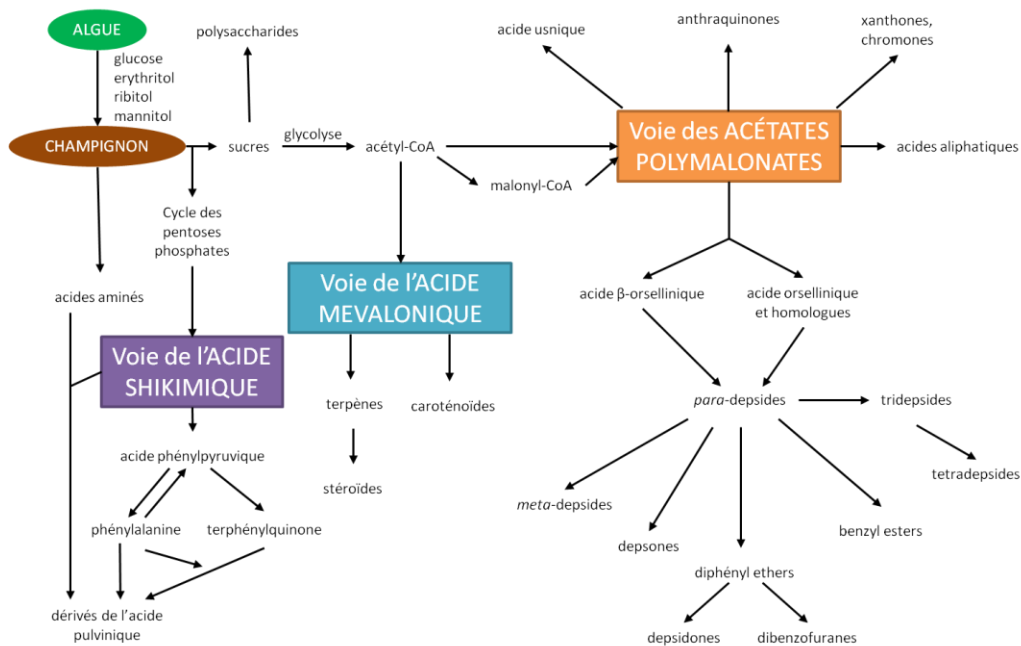 ALGUE
glucose
erythritol
ribitol
mannitol
CHAMPIGNON
polysaccharides
sucres
glycolyse
acétyl-CoA
malonyl-CoA
acide usnique
anthraquinones
xanthones,
chromones
Voie des ACÉTATES
POLYMALONATES
acides aliphatiques
Cycle des
pentoses
phosphates
acides aminés
Voie de l’ACIDE
MEVALONIQUE
Voie de l’ACIDE
SHIKIMIQUE
acide β-orsellinique
acide orsellinique
et homologues
terpènes
caroténoïdes
stéroïdes
para-depsides
tridepsides
tetradepsides
acide phénylpyruvique
phénylalanine
terphénylquinone
dérivés de l’acide
pulvinique
meta-depsides
depsones
benzyl esters
diphényl ethers
depsidones
dibenzofuranes